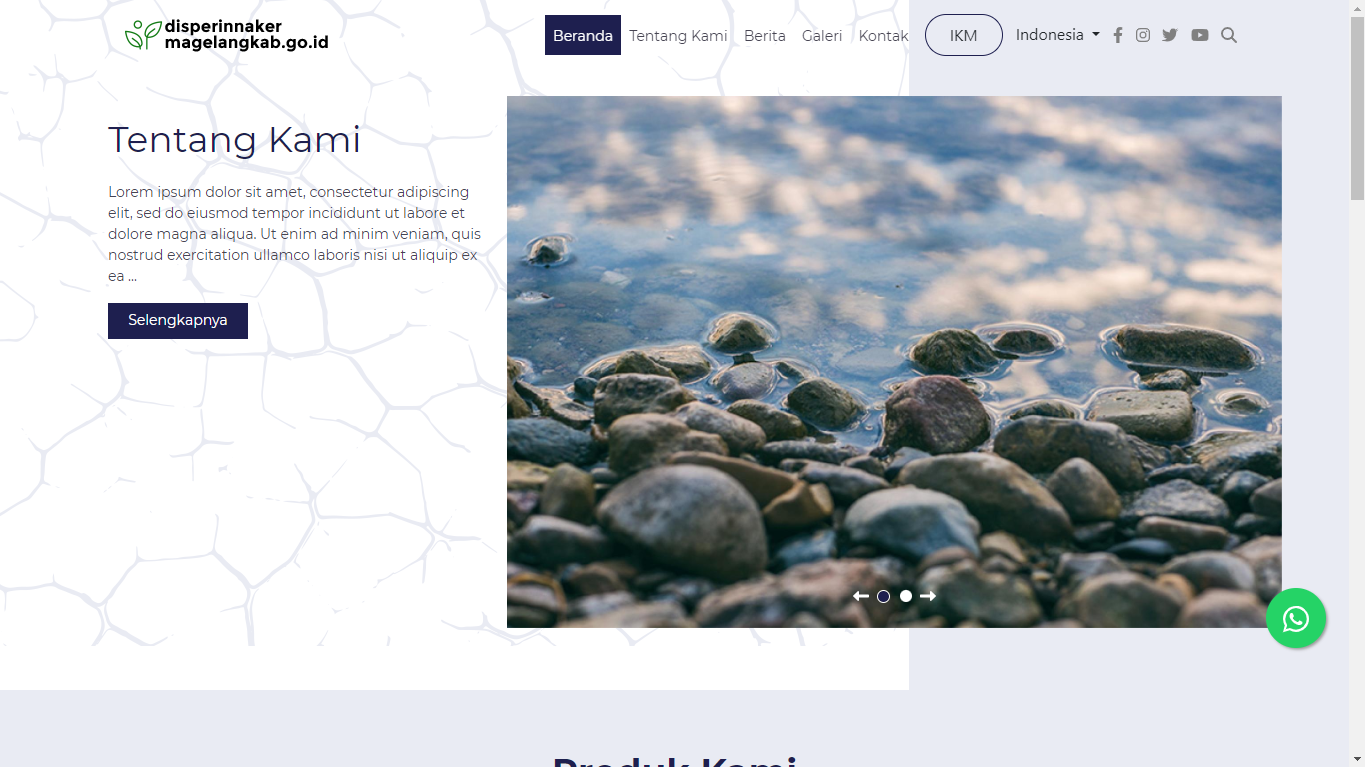 disperinnaker
magelangkab.go.id
Beranda Tentang Kami Berita Galeri Kontak IKM Indonesia
Tentang Kami
Lorem ipsum dolor sit amet, consectetur adipiscing
elit, sed do eiusmod tempor incididunt ut labore et
dolore magna aliqua. Ut enim ad minim veniam, quis
nostrud exercitation ullamco laboris nisi ut aliquip ex
ea ...
Selengkapnya
Produk Kami